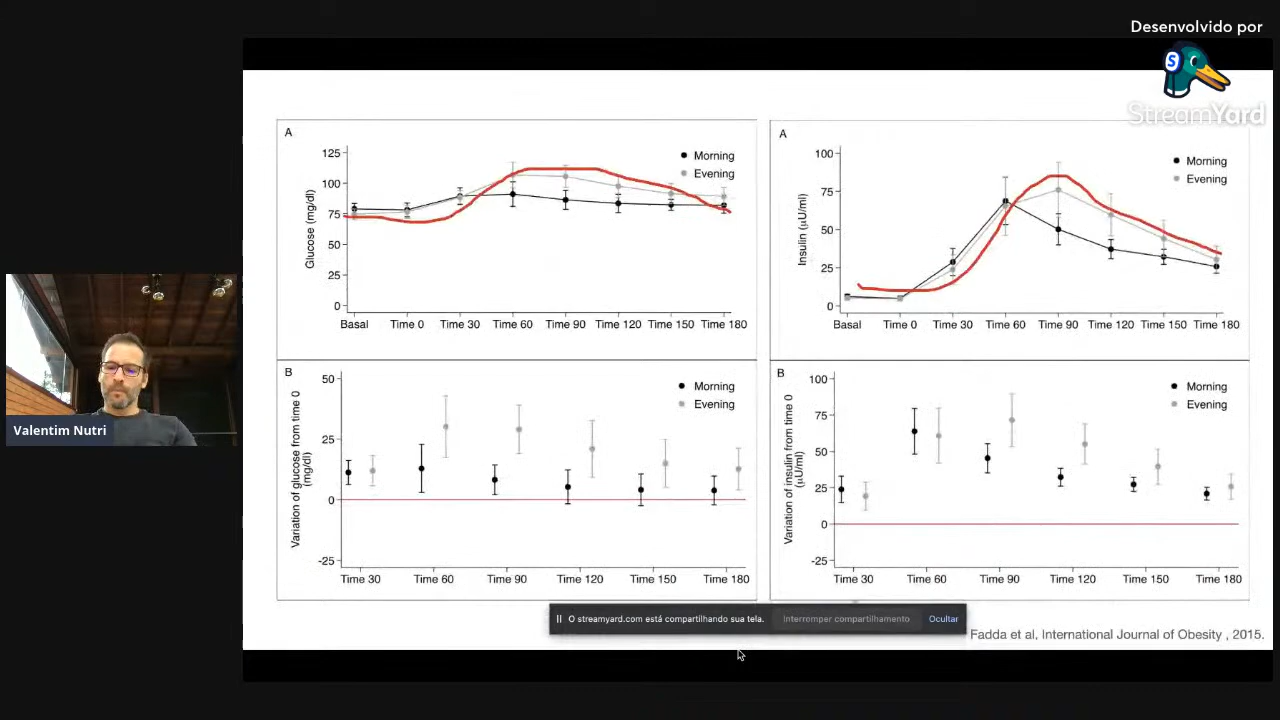 Desenvolvido por
S
StreamYard
A
Morning
Evening
Glucose (mg/dl)
125
100
75
50
25
0
Basal Time 0 Time 30 Time 60 Time 90 Time 120 Time 150 Time 180
A
Morning
Evening
Insulin (μU/ml)
100
75
50
25
0
Basal Time 0 Time 30 Time 60 Time 90 Time 120 Time 150 Time 180
B
Morning
Evening
Variation of glucose from time 0
(mg/dl)
50
25
0
-25
Time 30 Time 60 Time 90 Time 120 Time 150 Time 180
B
Morning
Evening
Variation of insulin from time 0
(μU/ml)
100
75
50
25
0
-25
Time 30 Time 60 Time 90 Time 120 Time 150 Time 180
Valentim Nutri
O streamyard.com está compartilhando sua tela. Interromper compartilhamento Ocultar
Fadda et al, International Journal of Obesity , 2015.